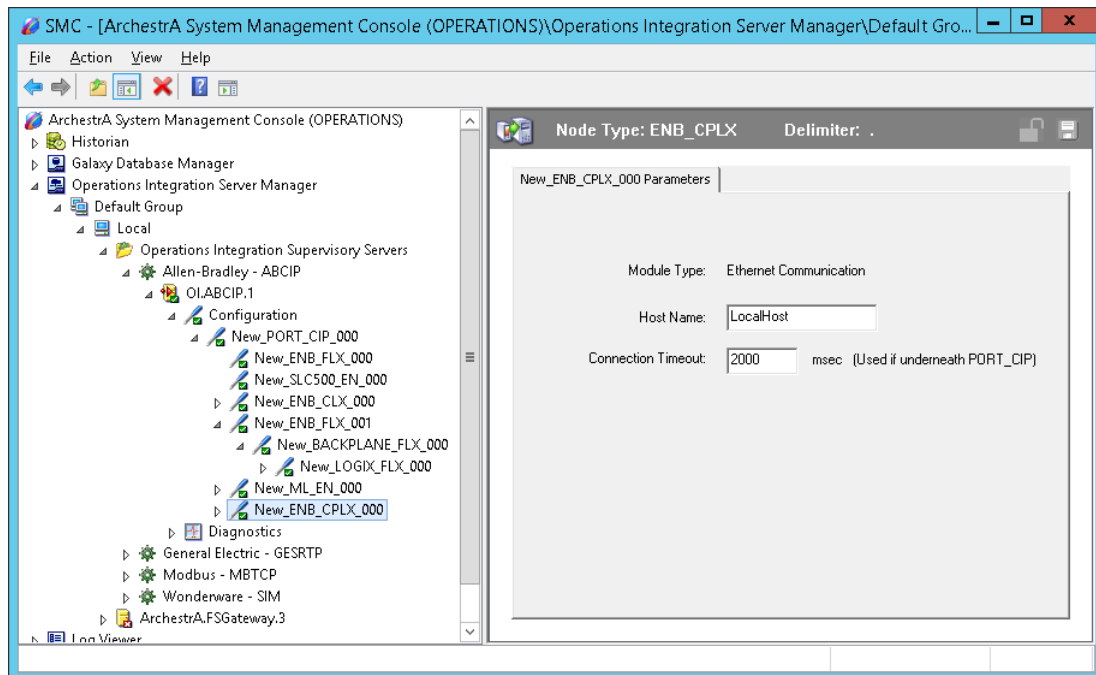 SMC - [ArchestrA System Management Console (OPERATIONS)\Operations Integration Server Manager\Default Gro...
File Action View Help
ArchestrA System Management Console (OPERATIONS)
Historian
Galaxy Database Manager
Operations Integration Server Manager
Default Group
Local
Operations Integration Supervisory Servers
Allen-Bradley - ABCIP
OI.ABCIP.1
Configuration
New_PORT_CIP_000
New_ENB_FLX_000
New_SLC500_EN_000
New_ENB_CLX_000
New_ENB_FLX_001
New_BACKPLANE_FLX_000
New_LOGIX_FLX_000
New_ML_EN_000
New_ENB_CPLX_000
Diagnostics
General Electric - GESRTP
Modbus - MBTCP
Wonderware - SIM
ArchestrA.FSGateway.3
Log Viewer
Node Type: ENB_CPLX Delimiter: .
New_ENB_CPLX_000 Parameters
Module Type: Ethernet Communication
Host Name: LocalHost
Connection Timeout: 2000 msec (Used if underneath PORT_CIP)